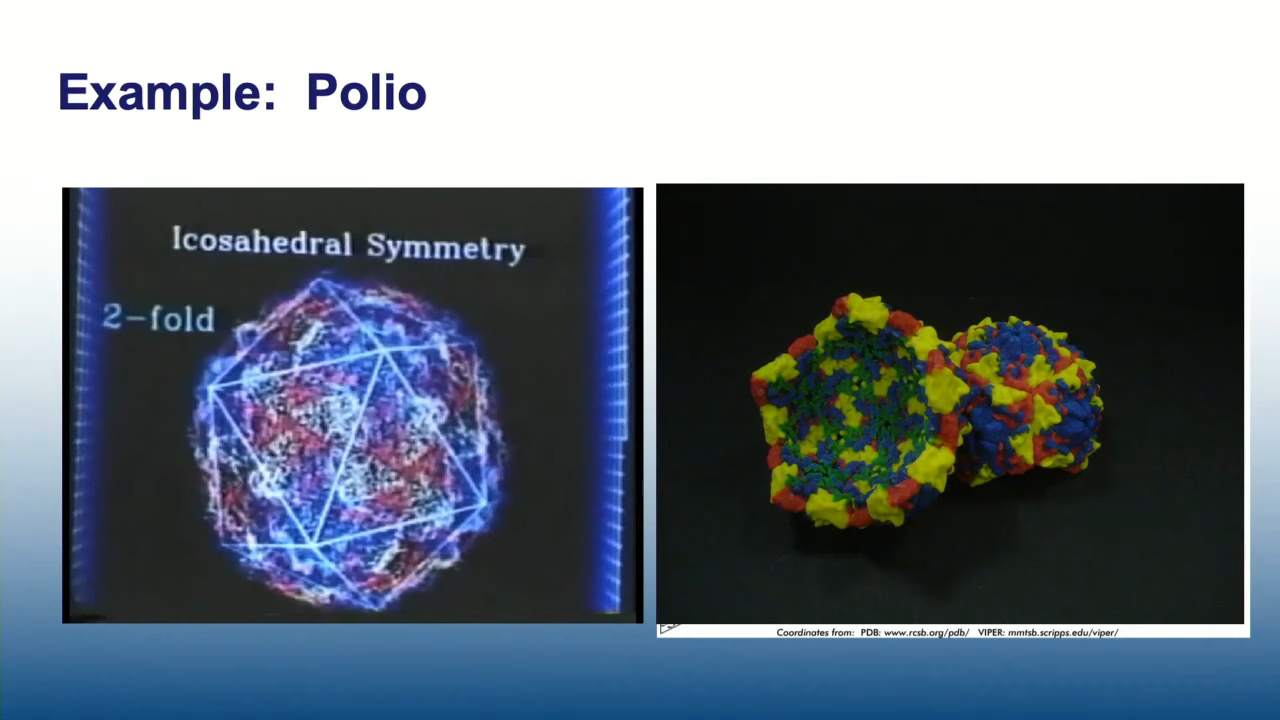 Example: Polio
Icosahedral Symmetry
2-fold
Coordinates from: PDB: www.rcsb.org/pdb/ VIPER: mmtsb.scripps.edu/viper/